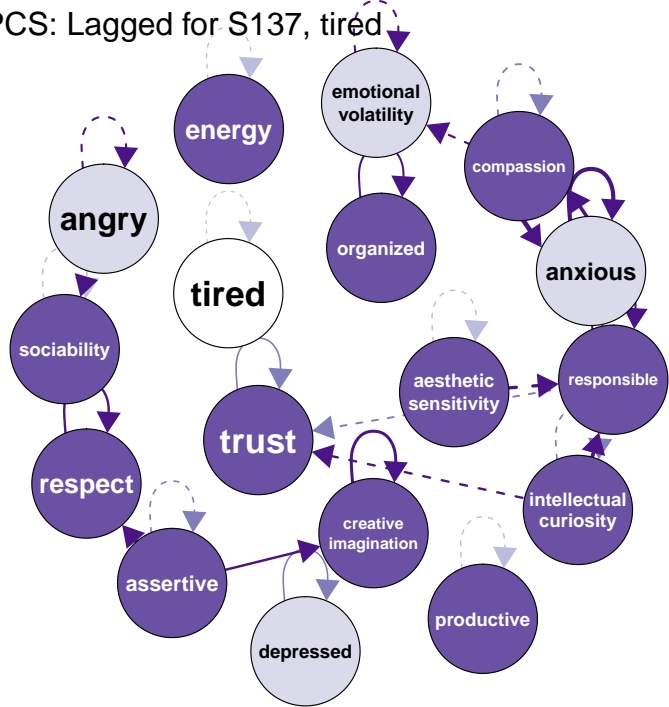 PCS: Lagged for S137, tired
emotional
volatility
energy
compassion
angry
organized
anxious
tired
sociability
aesthetic
sensitivity
responsible
trust
respect
intellectual
curiosity
creative
imagination
assertive
productive
depressed